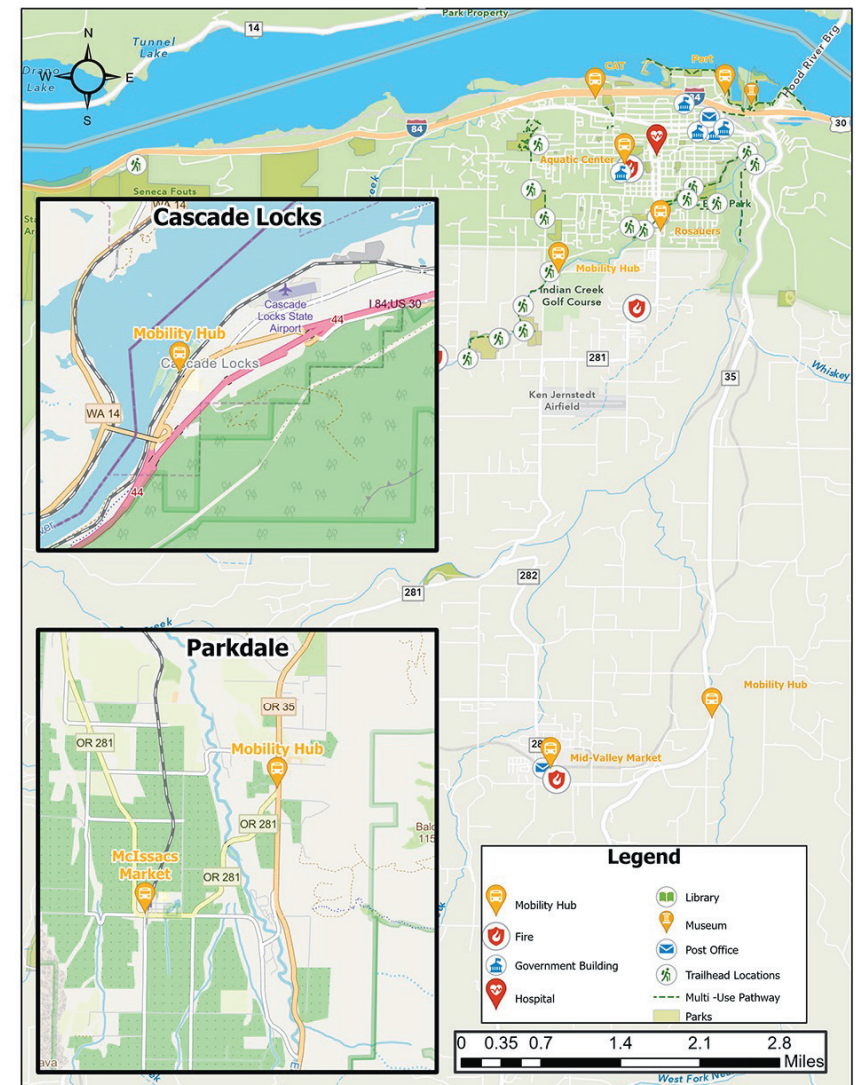 Park Property
14
Tunnel
Lake
Drano
Lake
N
W
E
S
CAT
Port
Hood River Brg
84
30
84
Aquatic Center
Seneca Fouts
Rosauers
Mobility Hub
Indian Creek
Golf Course
281
Ken Jernstedt
Airfield
35
Whiskey
WA 14
Cascade Locks
I 84;US 30
Cascade
Locks State
Airport
44
Mobility Hub
Cascade Locks
WA 14
44
281
282
Parkdale
OR 35
OR 281
Mobility Hub
OR 281
McIssacs
Market
OR 281
Mobility Hub
Mid-Valley Market
Legend
Mobility Hub
Fire
Government Building
Hospital
Library
Museum
Post Office
Trailhead Locations
Multi -Use Pathway
Parks
0 0.35 0.7 1.4 2.1 2.8
Miles